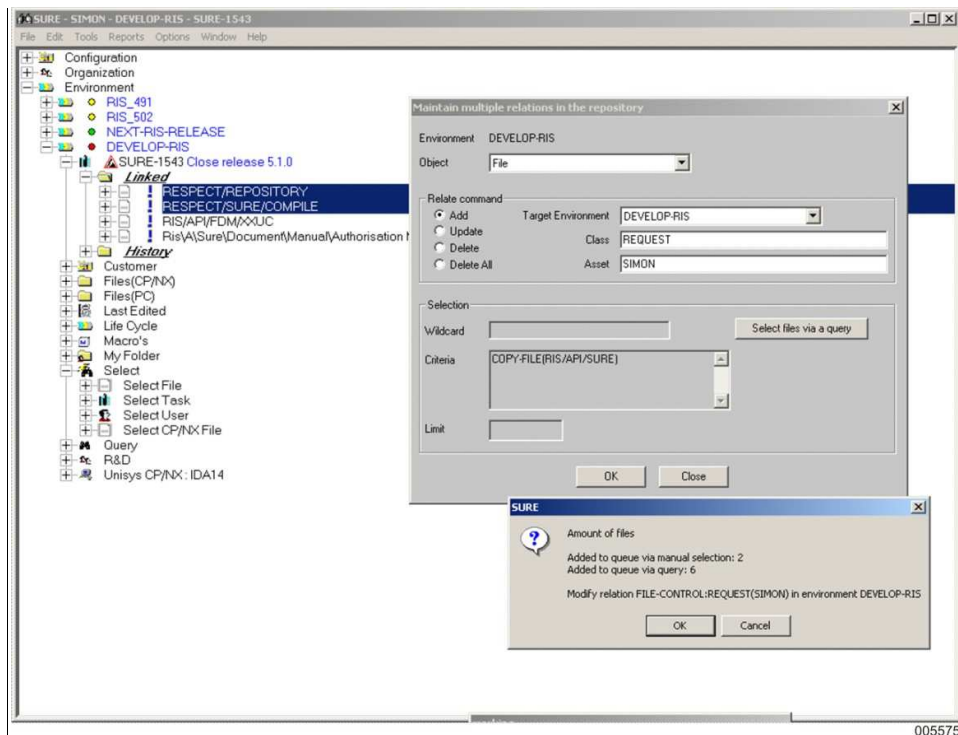 SURE - SIMON - DEVELOP-RIS - SURE-1543
File Edit Tools Reports Options Window Help
Configuration
Organization
Environment
RIS_491
RIS_502
NEXT-RIS-RELEASE
DEVELOP-RIS
SURE-1543 Close release 5.1.0
Linked
RESPECT/REPOSITORY
RESPECT/SURE/COMPILE
RIS/API/FDM/XXUC
Ris\A\Sure\Document\Manual\Authorisation
History
Customer
Files(CP/NX)
Files(PC)
Last Edited
Life Cycle
Macro's
My Folder
Select
Select File
Select Task
Select User
Select CP/NX File
Query
R&D
Unisys CP/NX : IDA14
Maintain multiple relations in the repository
Environment DEVELOP-RIS
Object File
Relate command
Add Target Environment DEVELOP-RIS
Update
Class REQUEST
Delete
Delete All Asset SIMON
Selection
Wildcard Select files via a query
Criteria COPY-FILE(RIS/API/SURE)
Limit
OK Close
SURE
Amount of files
Added to queue via manual selection: 2
Added to queue via query: 6
Modify relation FILE-CONTROL:REQUEST(SIMON) in environment DEVELOP-RIS
OK Cancel
005575